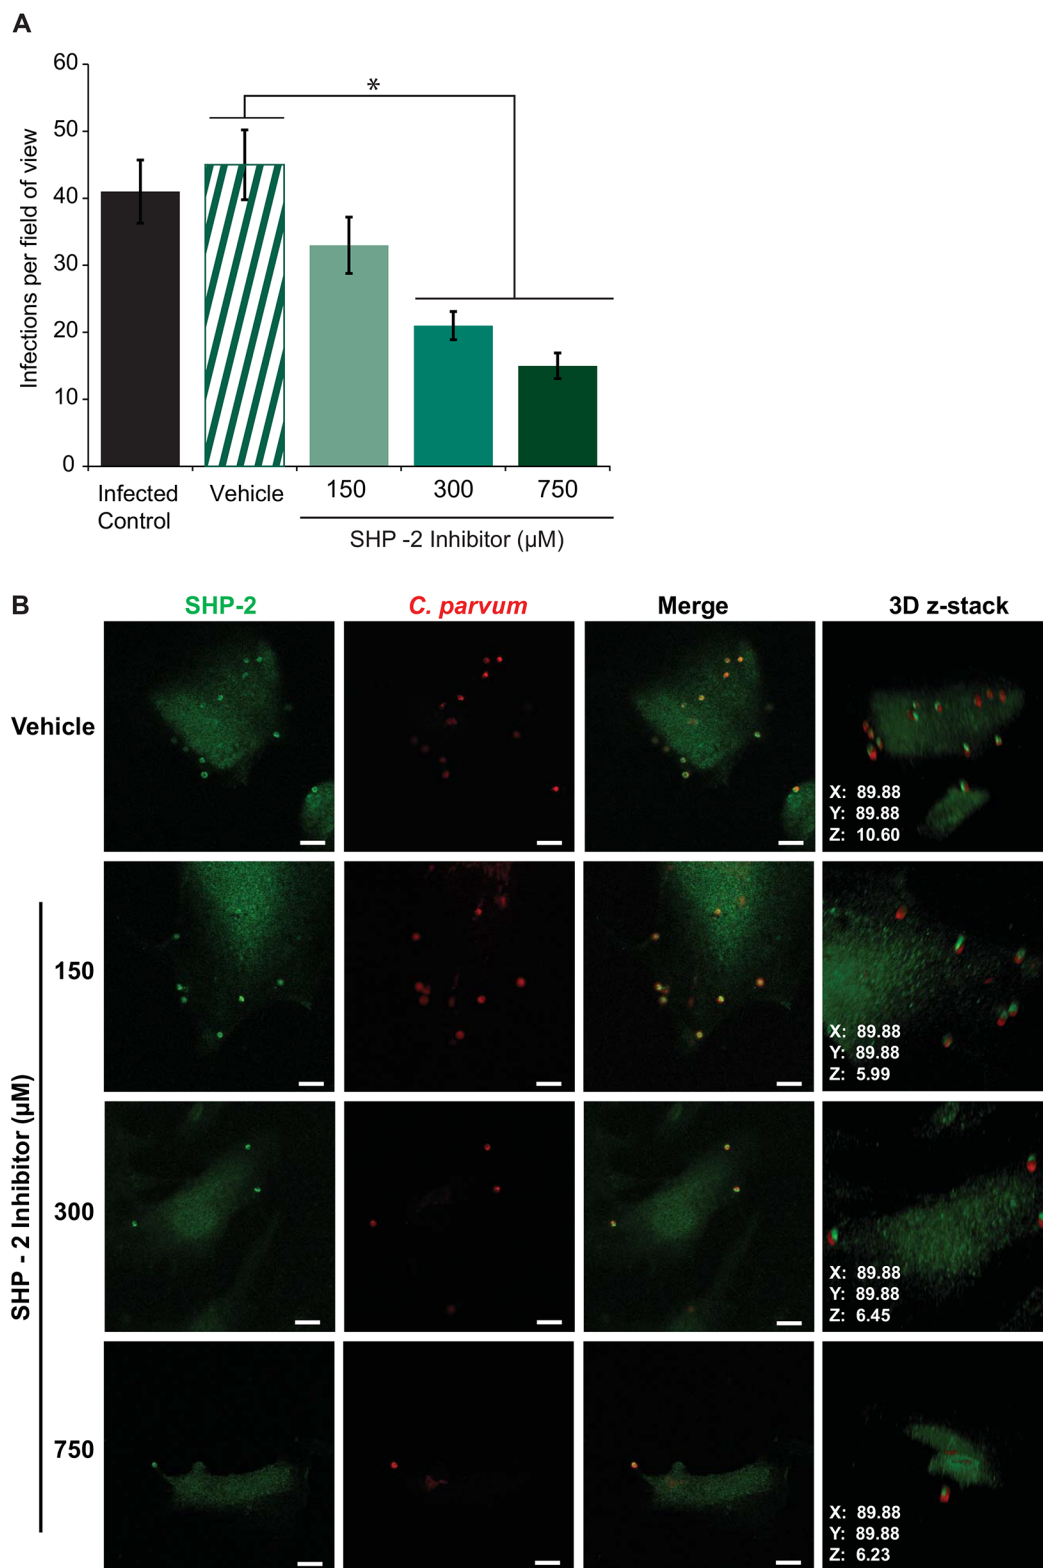 A
60
50
40
30
20
10
0
Infections per field of view
*
Infected
Control
Vehicle
150
300
750
SHP -2 Inhibitor (µM)
B
SHP-2
C. parvum
Merge
3D z-stack
Vehicle
X: 89.88
Y: 89.88
Z: 10.60
SHP - 2 Inhibitor (µM)
150
X: 89.88
Y: 89.88
Z: 5.99
300
X: 89.88
Y: 89.88
Z: 6.45
750
X: 89.88
Y: 89.88
Z: 6.23